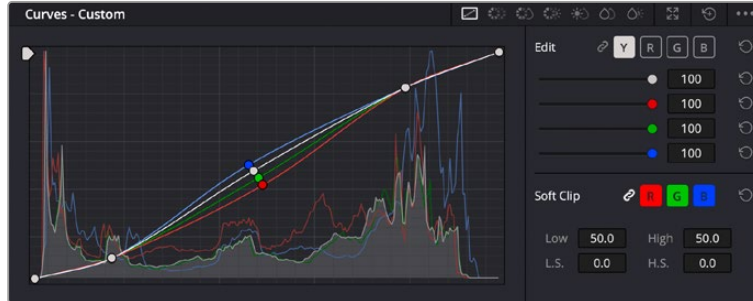 Curves - Custom
Edit Y R G B
100
100
100
100
Soft Clip R G B
Low 50.0 High 50.0
L.S. 0.0 H.S. 0.0